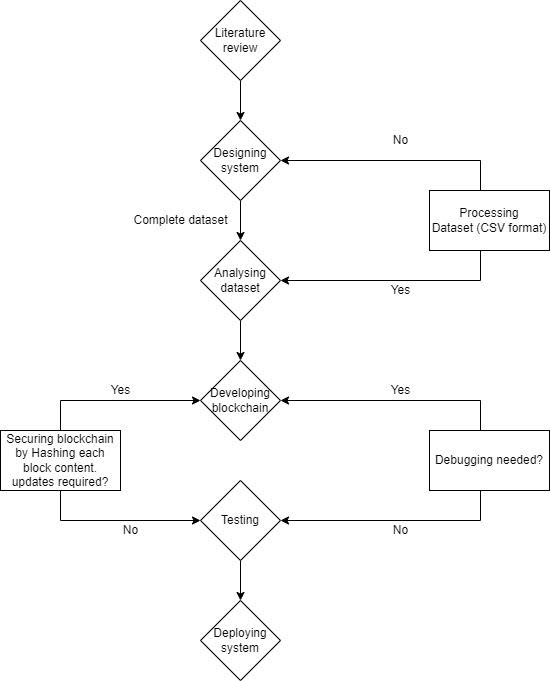 Literature
review
Designing
system
No
Processing
Dataset (CSV format)
Complete dataset
Analysing
dataset
Yes
Yes
Developing
blockchain
Yes
Securing blockchain
by Hashing each
block content.
updates required?
Debugging needed?
No
Testing
No
Deploying
system